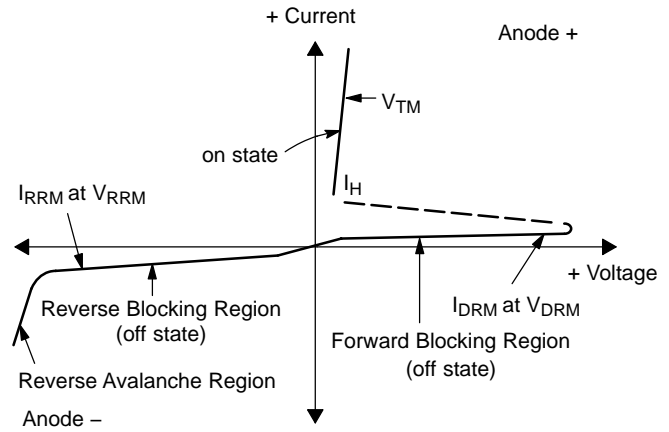 + Current
Anode +
VTM
on state
IH
IRRM at VRRM
+ Voltage
IDRM at VDRM
Reverse Blocking Region
(off state)
Forward Blocking Region
(off state)
Reverse Avalanche Region
Anode –